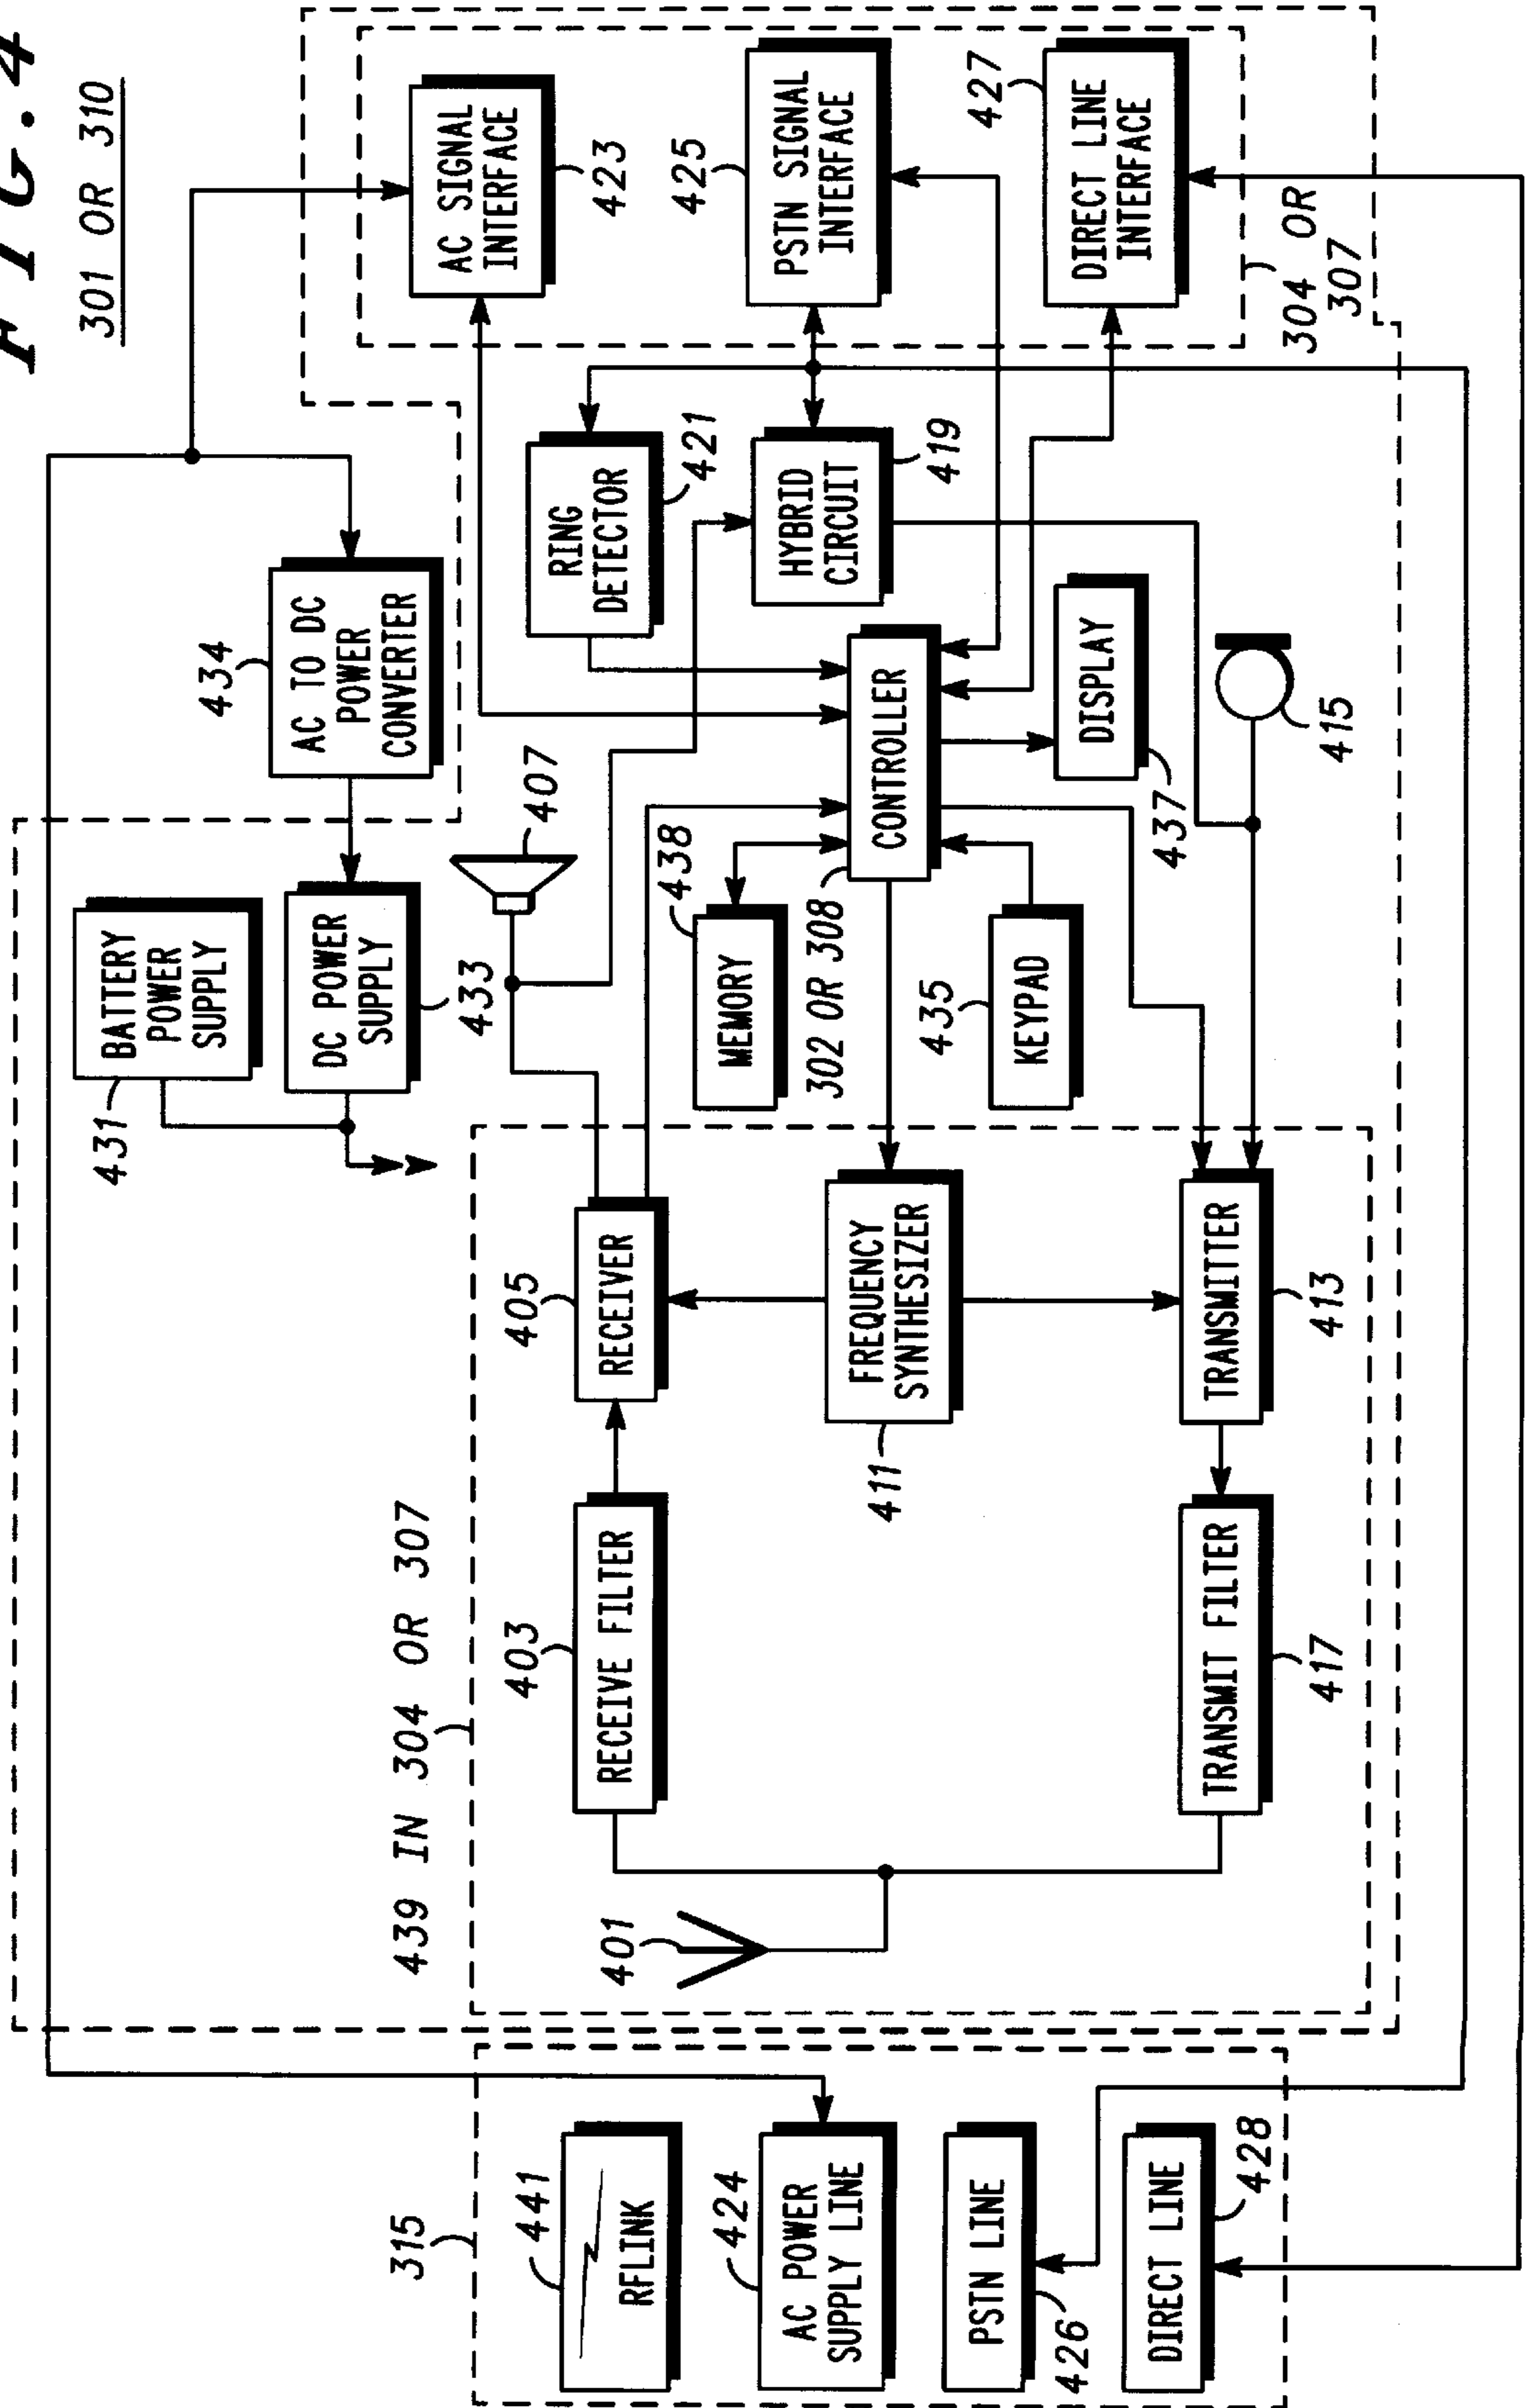 FIG. 4
301 OR 310
315
441
RFLINK
424
AC POWER
SUPPLY LINE
PSTN LINE
426
DIRECT LINE
428
439 IN 304 OR 307
401
403
RECEIVE FILTER
405
RECEIVER
411
FREQUENCY
SYNTHESIZER
TRANSMITTER
413
TRANSMIT FILTER
417
431
BATTERY
POWER
SUPPLY
DC POWER
SUPPLY
433
434
AC TO DC
POWER
CONVERTER
407
438
MEMORY
302 OR 308
CONTROLLER
435
KEYPAD
437
DISPLAY
415
RING
DETECTOR
421
HYBRID
CIRCUIT
419
AC SIGNAL
INTERFACE
423
425
PSTN SIGNAL
INTERFACE
427
DIRECT LINE
INTERFACE
304 OR
307